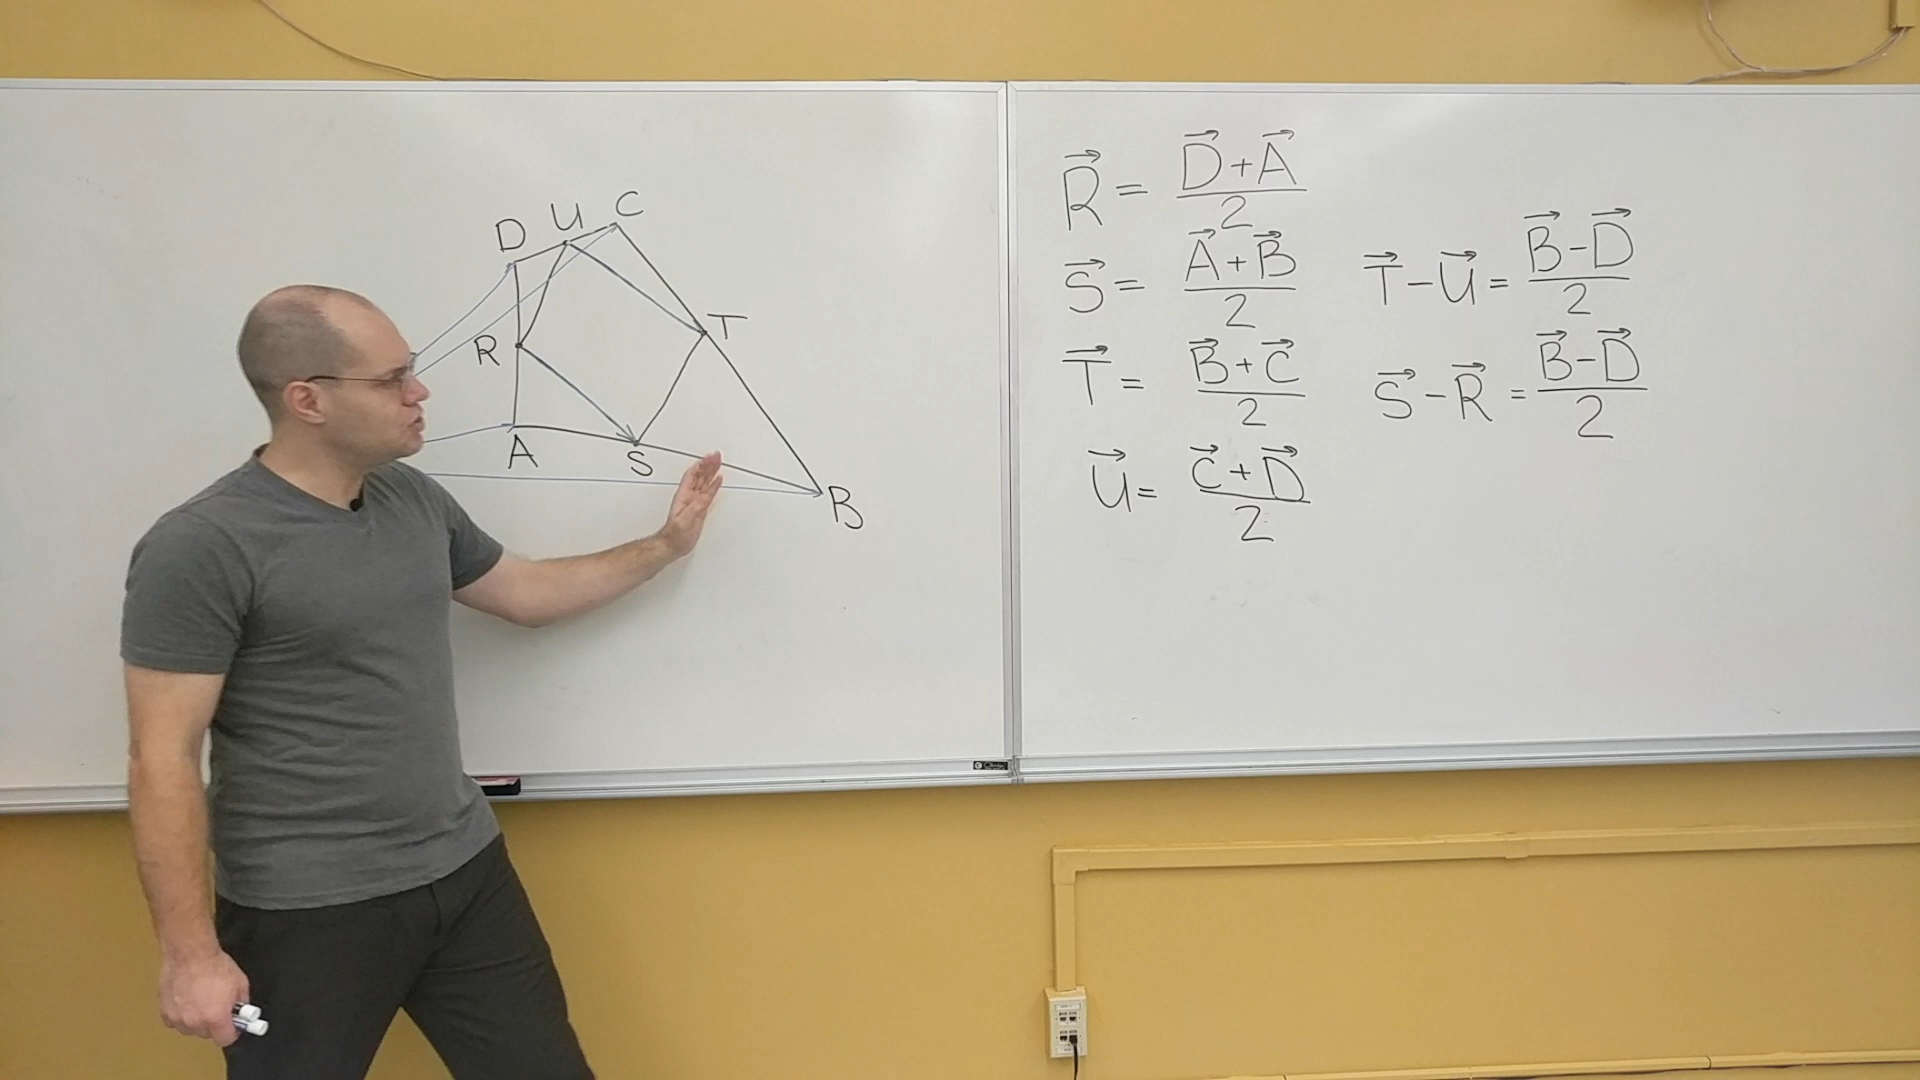 D U C
R T
A S
B
R⃗ = (D⃗+A⃗)/2
S⃗ = (A⃗+B⃗)/2
T⃗ = (B⃗+C⃗)/2
U⃗ = (C⃗+D⃗)/2
T⃗−U⃗ = (B⃗−D⃗)/2
S⃗−R⃗ = (B⃗−D⃗)/2